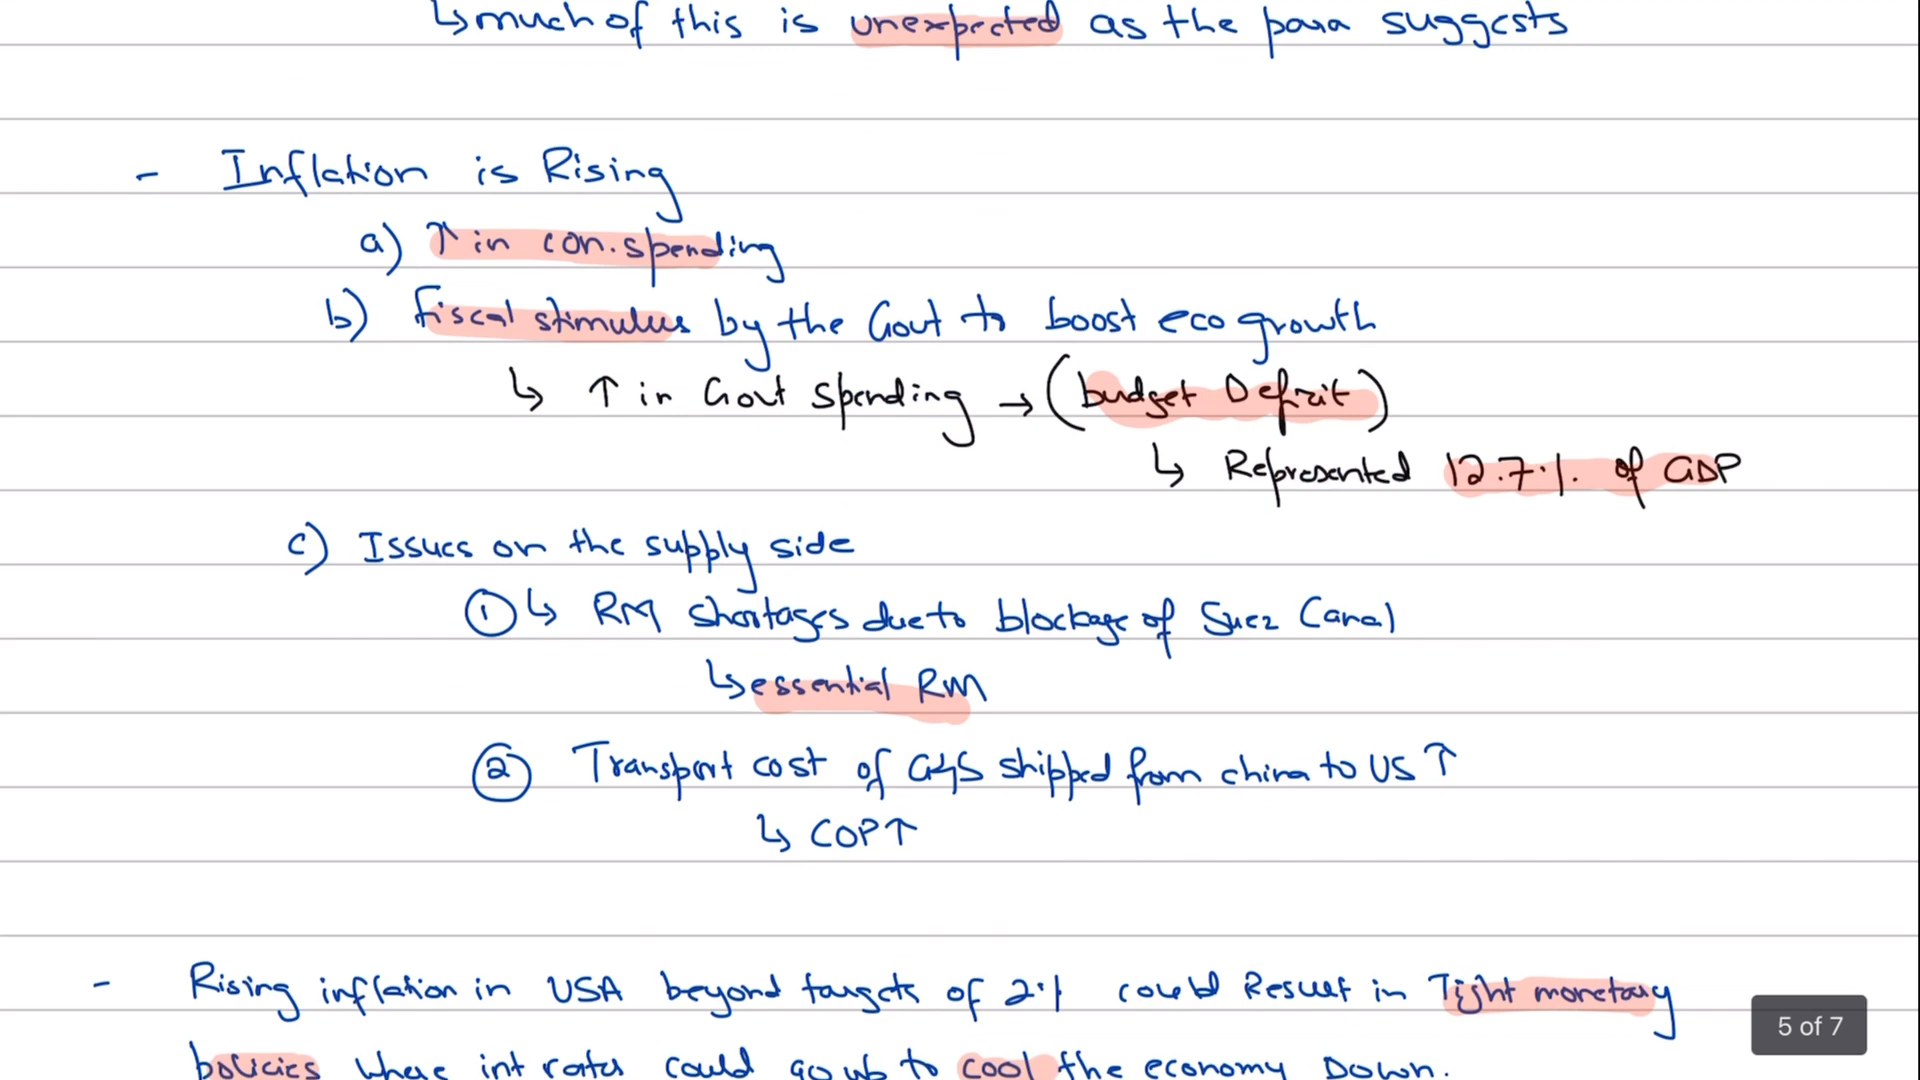 ↳ much of this is unexpected as the para suggests
- Inflation is Rising
a) ↑ in con. spending
b) fiscal stimulus by the Govt to boost eco growth
↳ ↑ in Govt spending → (budget Deficit)
↳ Represented 12.7% of GDP
c) Issues on the supply side
① ↳ RM shortages due to blockage of Suez Canal
↳ essential RM
② Transport cost of G&S shipped from china to US ↑
↳ COP↑
- Rising inflation in USA beyond targets of 2% could Result in Tight monetary
policies where int rates could go up to cool the economy Down.
5 of 7